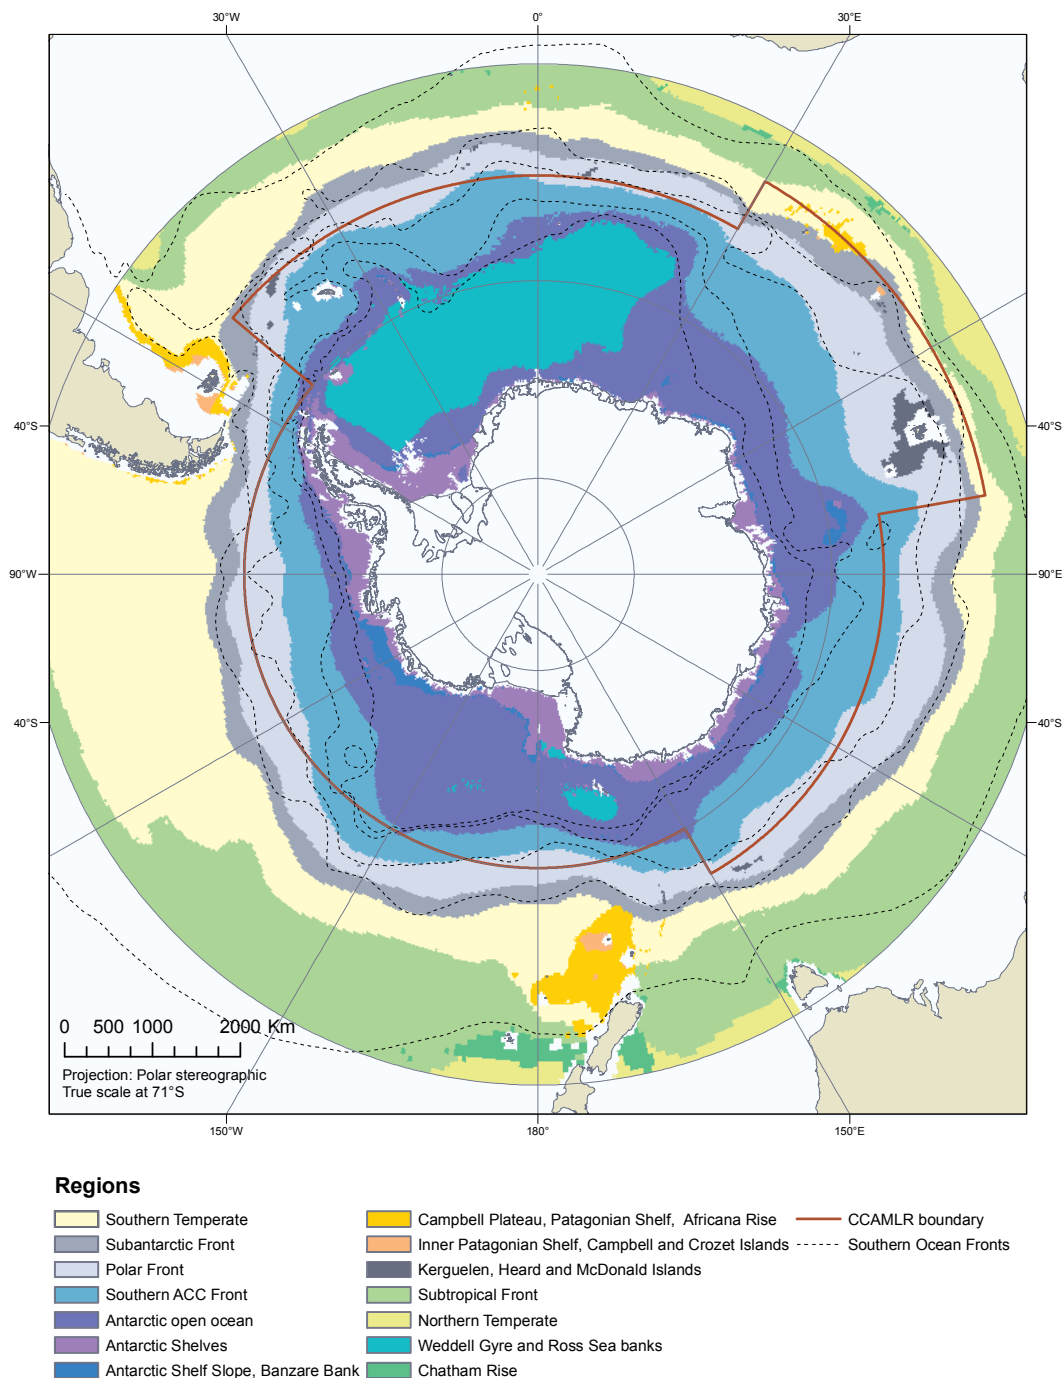 30°W 0° 30°E
40°S 40°S
90°W 90°E
40°S 40°S
0 500 1000 2000 Km
Projection: Polar stereographic
True scale at 71°S
150°W 180° 150°E
Regions
Southern Temperate
Subantarctic Front
Polar Front
Southern ACC Front
Antarctic open ocean
Antarctic Shelves
Antarctic Shelf Slope, Banzare Bank
Campbell Plateau, Patagonian Shelf, Africana Rise
Inner Patagonian Shelf, Campbell and Crozet Islands
Kerguelen, Heard and McDonald Islands
Subtropical Front
Northern Temperate
Weddell Gyre and Ross Sea banks
Chatham Rise
CCAMLR boundary
Southern Ocean Fronts